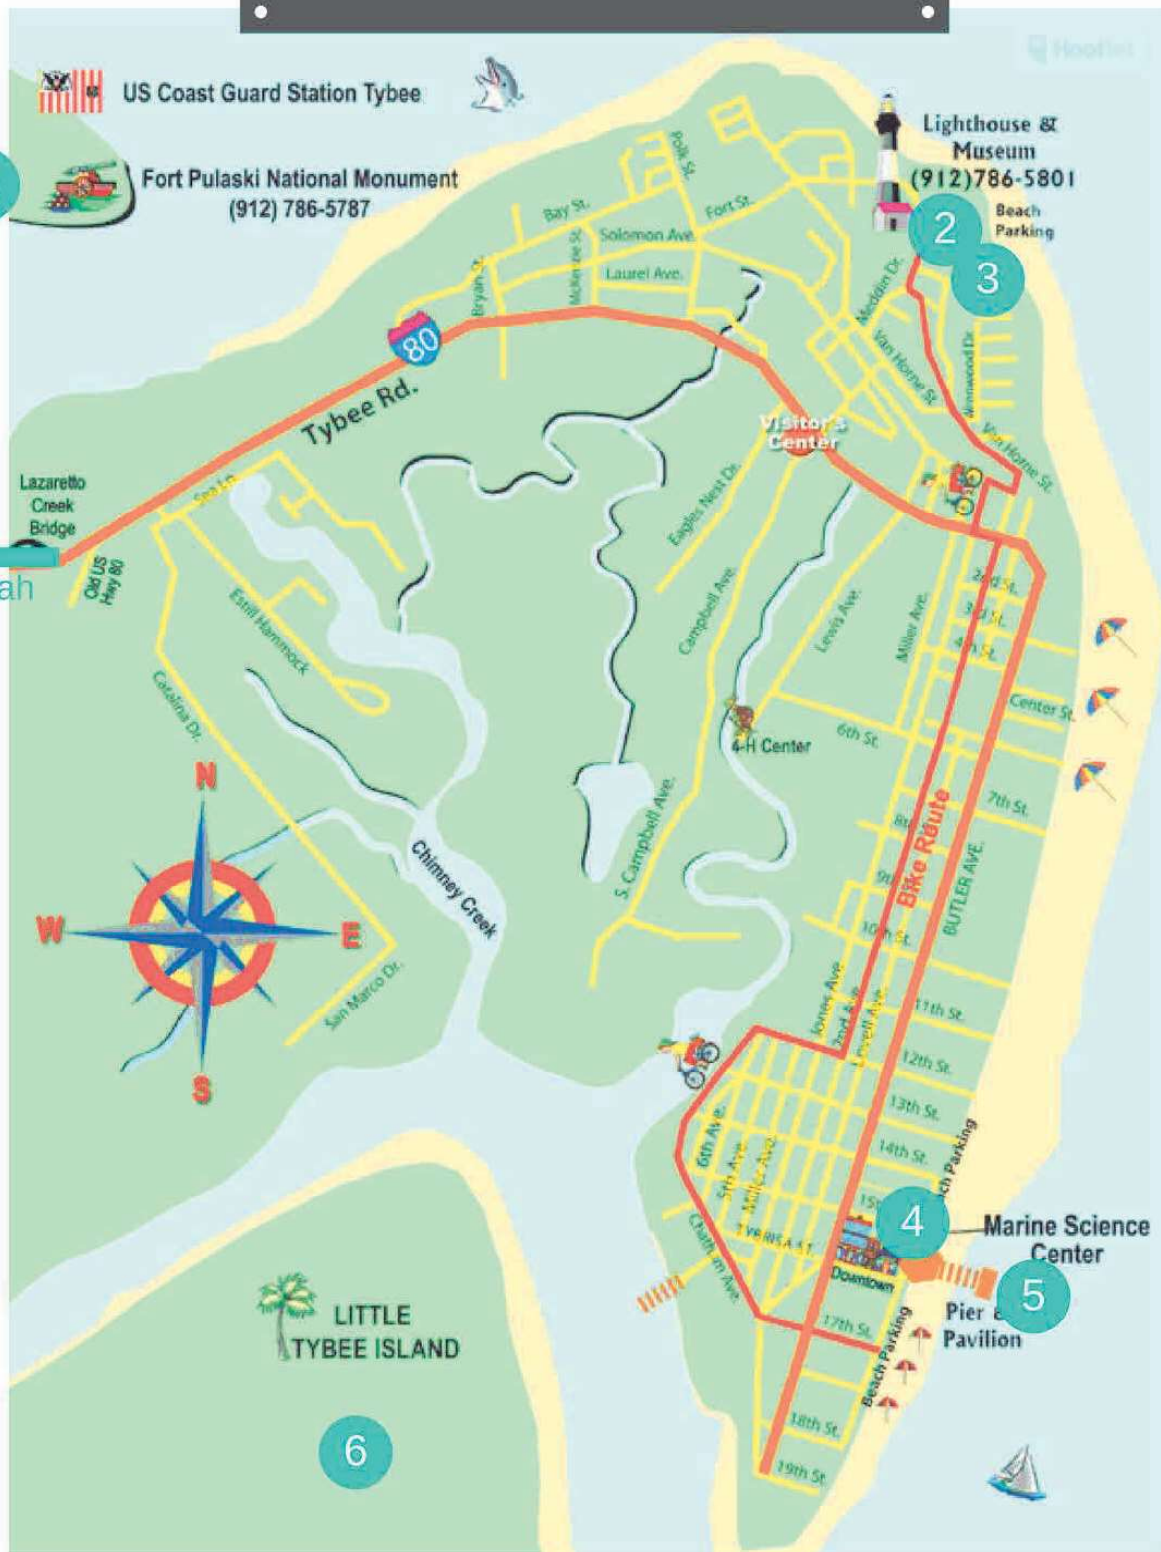 US Coast Guard Station Tybee
Fort Pulaski National Monument
(912) 786-5787
Lighthouse &
Museum
(912)786-5801
Beach
Parking
2
3
Polk St.
Bay St.
Fort St.
Solomon Ave.
McKenzie St.
Laurel Ave.
Bryan St.
Meddin Dr.
Van Horne St.
80
Tybee Rd.
Visitor's
Center
Van Horne St.
Lazaretto
Creek
Bridge
Old US
Hwy 80
ah
Eagles Nest Dr.
Estill Hammock
Campbell Ave.
Lewis Ave.
Miller Ave.
2nd St.
3rd St.
4th St.
Catalina Dr.
Center St.
6th St.
4-H Center
N
W
E
S
7th St.
Bike Route
BUTLER AVE.
S. Campbell Ave.
Chimney Creek
10th St.
San Marco Dr.
Jones Ave.
2nd Ave.
Lovell Ave.
11th St.
12th St.
13th St.
14th St.
6th Ave.
5th Ave.
Miller Ave.
TYBRISA ST.
Chatham Ave.
4
Marine Science
Center
Downtown
5
Pier
Pavilion
17th St.
Beach Parking
LITTLE
TYBEE ISLAND
6
18th St.
19th St.